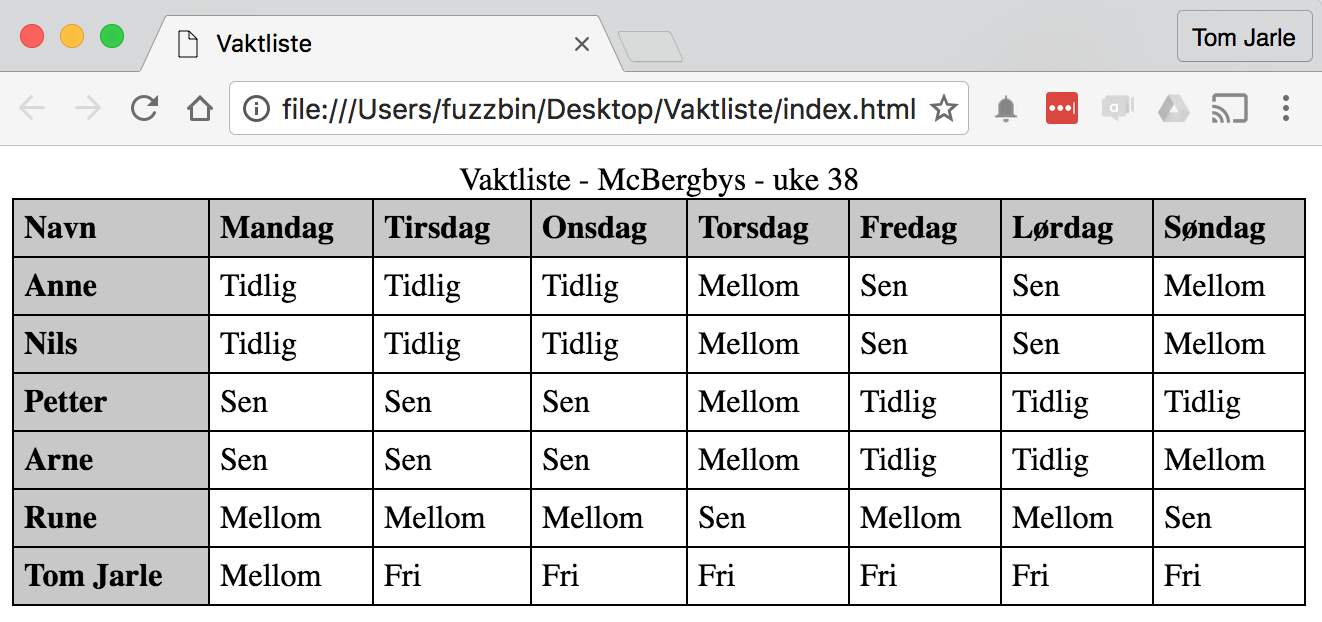 Vaktliste
Tom Jarle
file:///Users/fuzzbin/Desktop/Vaktliste/index.html
Vaktliste - McBergbys - uke 38
Navn Mandag Tirsdag Onsdag Torsdag Fredag Lørdag Søndag
Anne Tidlig Tidlig Tidlig Mellom Sen Sen Mellom
Nils Tidlig Tidlig Tidlig Mellom Sen Sen Mellom
Petter Sen Sen Sen Mellom Tidlig Tidlig Tidlig
Arne Sen Sen Sen Mellom Tidlig Tidlig Mellom
Rune Mellom Mellom Mellom Sen Mellom Mellom Sen
Tom Jarle Mellom Fri Fri Fri Fri Fri Fri